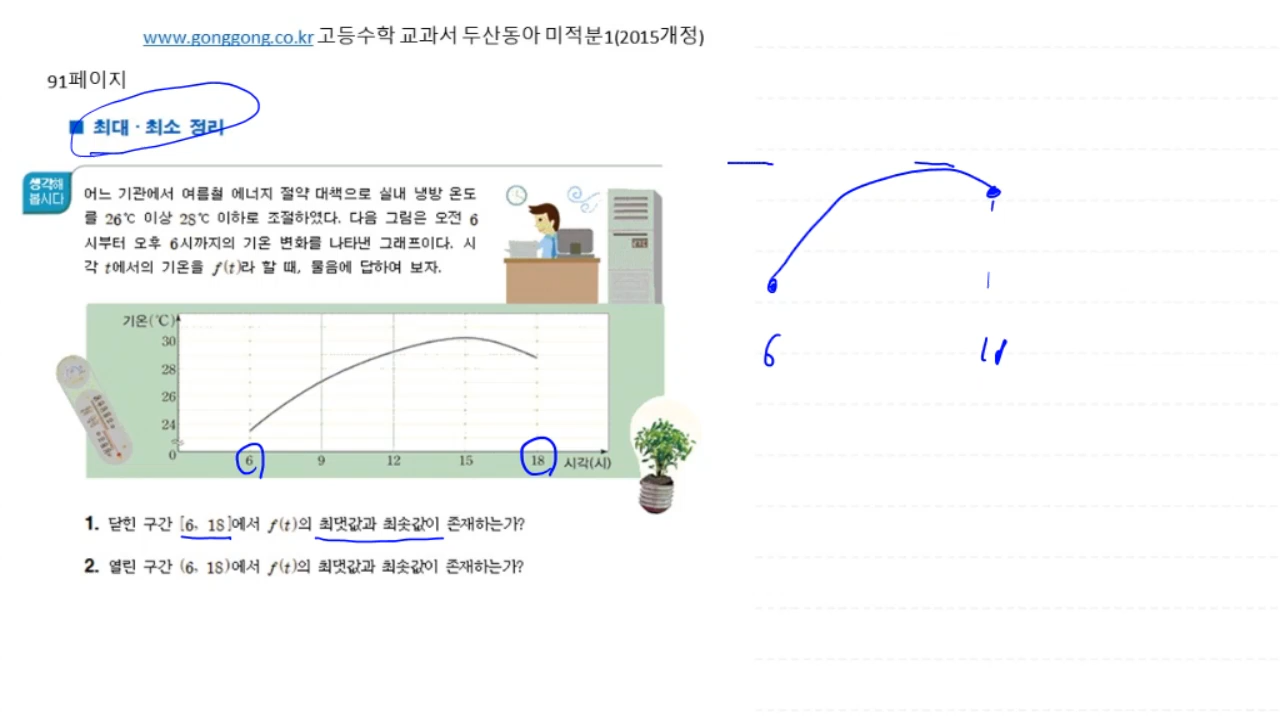 www.gonggong.co.kr 고등수학 교과서 두산동아 미적분1(2015개정)
91페이지
■ 최대·최소 정리
생각해
봅시다
어느 기관에서 여름철 에너지 절약 대책으로 실내 냉방 온도
를 26℃ 이상 28℃ 이하로 조절하였다. 다음 그림은 오전 6
시부터 오후 6시까지의 기온 변화를 나타낸 그래프이다. 시
각 t에서의 기온을 f(t)라 할 때, 물음에 답하여 보자.
기온(℃)
30
28
26
24
0
6 9 12 15 18 시각(시)
6 18
1. 닫힌 구간 [6, 18]에서 f(t)의 최댓값과 최솟값이 존재하는가?
2. 열린 구간 (6, 18)에서 f(t)의 최댓값과 최솟값이 존재하는가?